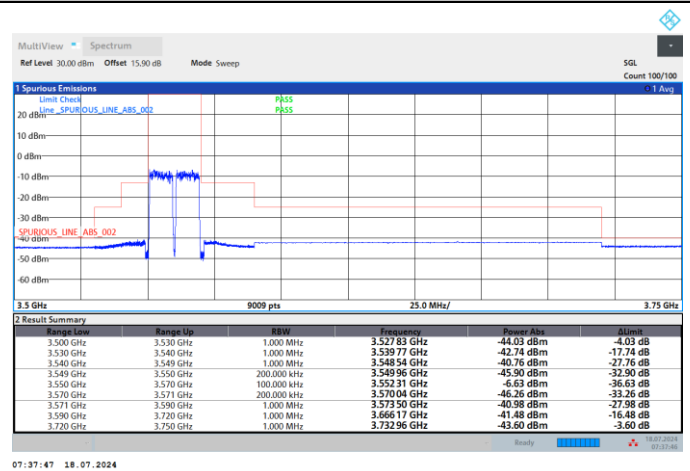 MultiView Spectrum
Ref Level 30.00 dBm Offset 15.90 dB Mode Sweep SGL
Count 100/100
1 Spurious Emissions 1 Avg
Limit Check PASS
Line _SPURIOUS_LINE_ABS_002 PASS
20 dBm
10 dBm
0 dBm
-10 dBm
-20 dBm
-30 dBm
SPURIOUS_LINE_ABS_002
-40 dBm
-50 dBm
-60 dBm
3.5 GHz 9009 pts 25.0 MHz/ 3.75 GHz
2 Result Summary
Range Low Range Up RBW Frequency Power Abs ΔLimit
3.500 GHz 3.530 GHz 1.000 MHz 3.527 83 GHz -44.03 dBm -4.03 dB
3.530 GHz 3.540 GHz 1.000 MHz 3.539 77 GHz -42.74 dBm -17.74 dB
3.540 GHz 3.549 GHz 1.000 MHz 3.548 54 GHz -40.76 dBm -27.76 dB
3.549 GHz 3.550 GHz 200.000 kHz 3.549 96 GHz -45.90 dBm -32.90 dB
3.550 GHz 3.570 GHz 100.000 kHz 3.552 31 GHz -6.63 dBm -36.63 dB
3.570 GHz 3.571 GHz 200.000 kHz 3.570 04 GHz -46.26 dBm -33.26 dB
3.571 GHz 3.590 GHz 1.000 MHz 3.573 50 GHz -40.98 dBm -27.98 dB
3.590 GHz 3.720 GHz 1.000 MHz 3.666 17 GHz -41.48 dBm -16.48 dB
3.720 GHz 3.750 GHz 1.000 MHz 3.732 96 GHz -43.60 dBm -3.60 dB
Ready 18.07.2024
07:37:46
07:37:47 18.07.2024